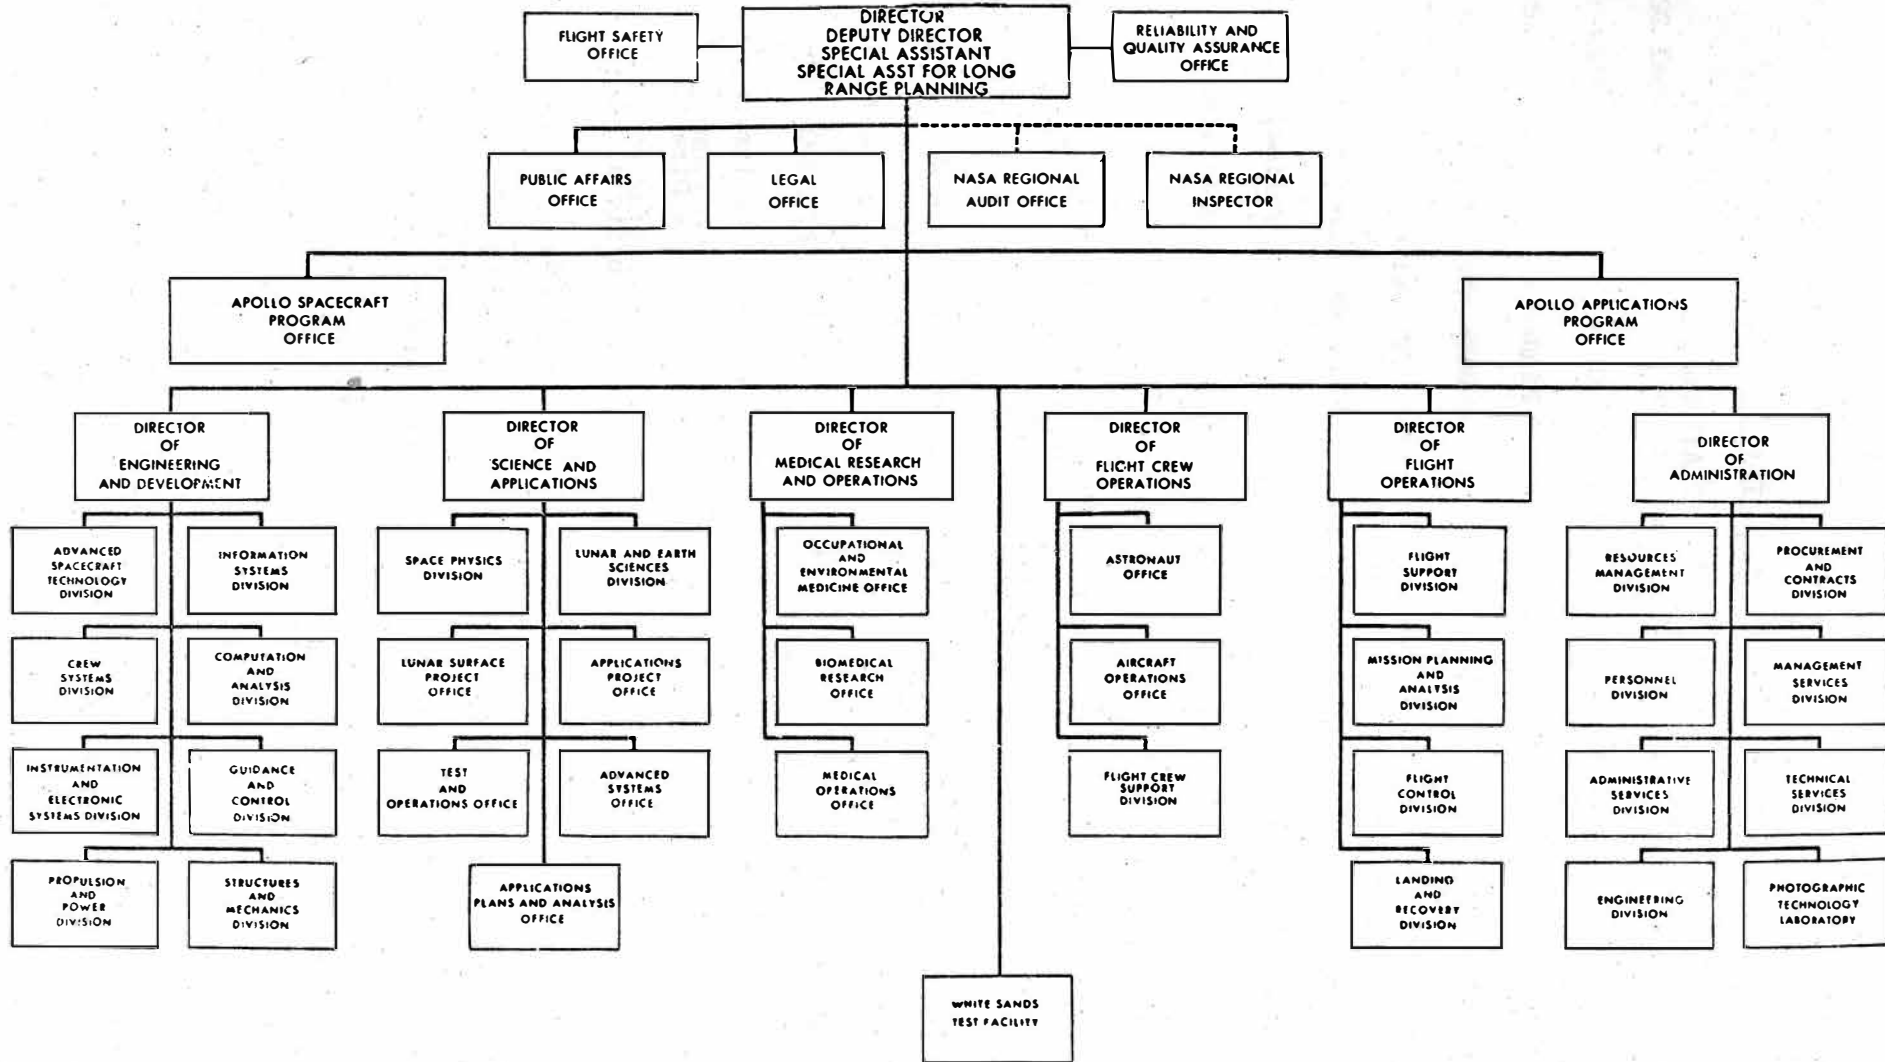 FLIGHT SAFETY
OFFICE
DIRECTOR
DEPUTY DIRECTOR
SPECIAL ASSISTANT
SPECIAL ASST FOR LONG
RANGE PLANNING
RELIABILITY AND
QUALITY ASSURANCE
OFFICE
PUBLIC AFFAIRS
OFFICE
LEGAL
OFFICE
NASA REGIONAL
AUDIT OFFICE
NASA REGIONAL
INSPECTOR
APOLLO SPACECRAFT
PROGRAM
OFFICE
APOLLO APPLICATIONS
PROGRAM
OFFICE
DIRECTOR
OF
ENGINEERING
AND DEVELOPMENT
DIRECTOR
OF
SCIENCE AND
APPLICATIONS
DIRECTOR
OF
MEDICAL RESEARCH
AND OPERATIONS
DIRECTOR
OF
FLIGHT CREW
OPERATIONS
DIRECTOR
OF
FLIGHT
OPERATIONS
DIRECTOR
OF
ADMINISTRATION
ADVANCED
SPACECRAFT
TECHNOLOGY
DIVISION
INFORMATION
SYSTEMS
DIVISION
SPACE PHYSICS
DIVISION
LUNAR AND EARTH
SCIENCES
DIVISION
OCCUPATIONAL
AND
ENVIRONMENTAL
MEDICINE OFFICE
ASTRONAUT
OFFICE
FLIGHT
SUPPORT
DIVISION
RESOURCES
MANAGEMENT
DIVISION
PROCUREMENT
AND
CONTRACTS
DIVISION
CREW
SYSTEMS
DIVISION
COMPUTATION
AND
ANALYSIS
DIVISION
LUNAR SURFACE
PROJECT
OFFICE
APPLICATIONS
PROJECT
OFFICE
BIOMEDICAL
RESEARCH
OFFICE
AIRCRAFT
OPERATIONS
OFFICE
MISSION PLANNING
AND
ANALYSIS
DIVISION
PERSONNEL
DIVISION
MANAGEMENT
SERVICES
DIVISION
INSTRUMENTATION
AND
ELECTRONIC
SYSTEMS DIVISION
GUIDANCE
AND
CONTROL
DIVISION
TEST
AND
OPERATIONS OFFICE
ADVANCED
SYSTEMS
OFFICE
MEDICAL
OPERATIONS
OFFICE
FLIGHT CREW
SUPPORT
DIVISION
FLIGHT
CONTROL
DIVISION
ADMINISTRATIVE
SERVICES
DIVISION
TECHNICAL
SERVICES
DIVISION
PROPULSION
AND
POWER
DIVISION
STRUCTURES
AND
MECHANICS
DIVISION
APPLICATIONS
PLANS AND ANALYSIS
OFFICE
LANDING
AND
RECOVERY
DIVISION
ENGINEERING
DIVISION
PHOTOGRAPHIC
TECHNOLOGY
LABORATORY
WHITE SANDS
TEST FACILITY